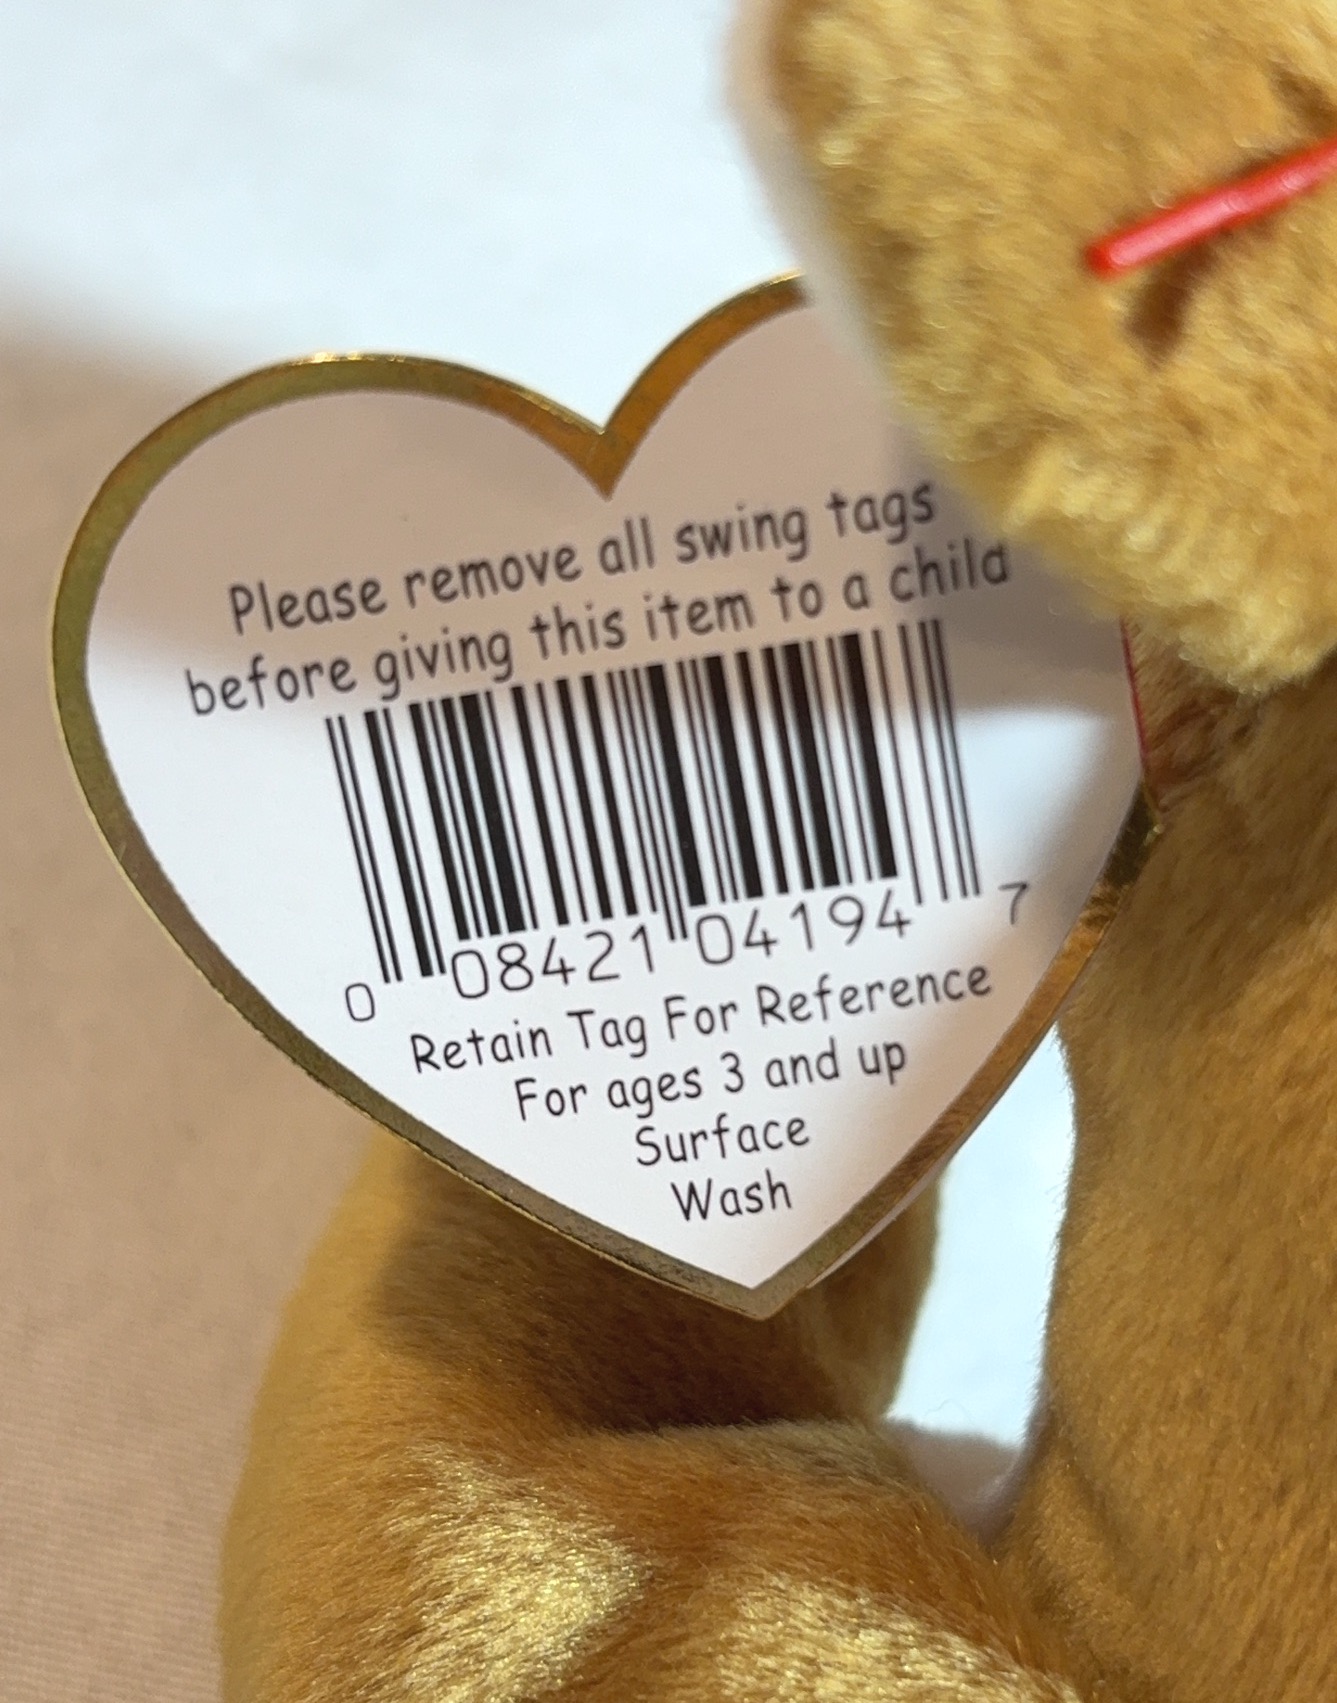 Please remove all swing tags
before giving this item to a child
0 08421 04194 7
Retain Tag For Reference
For ages 3 and up
Surface
Wash